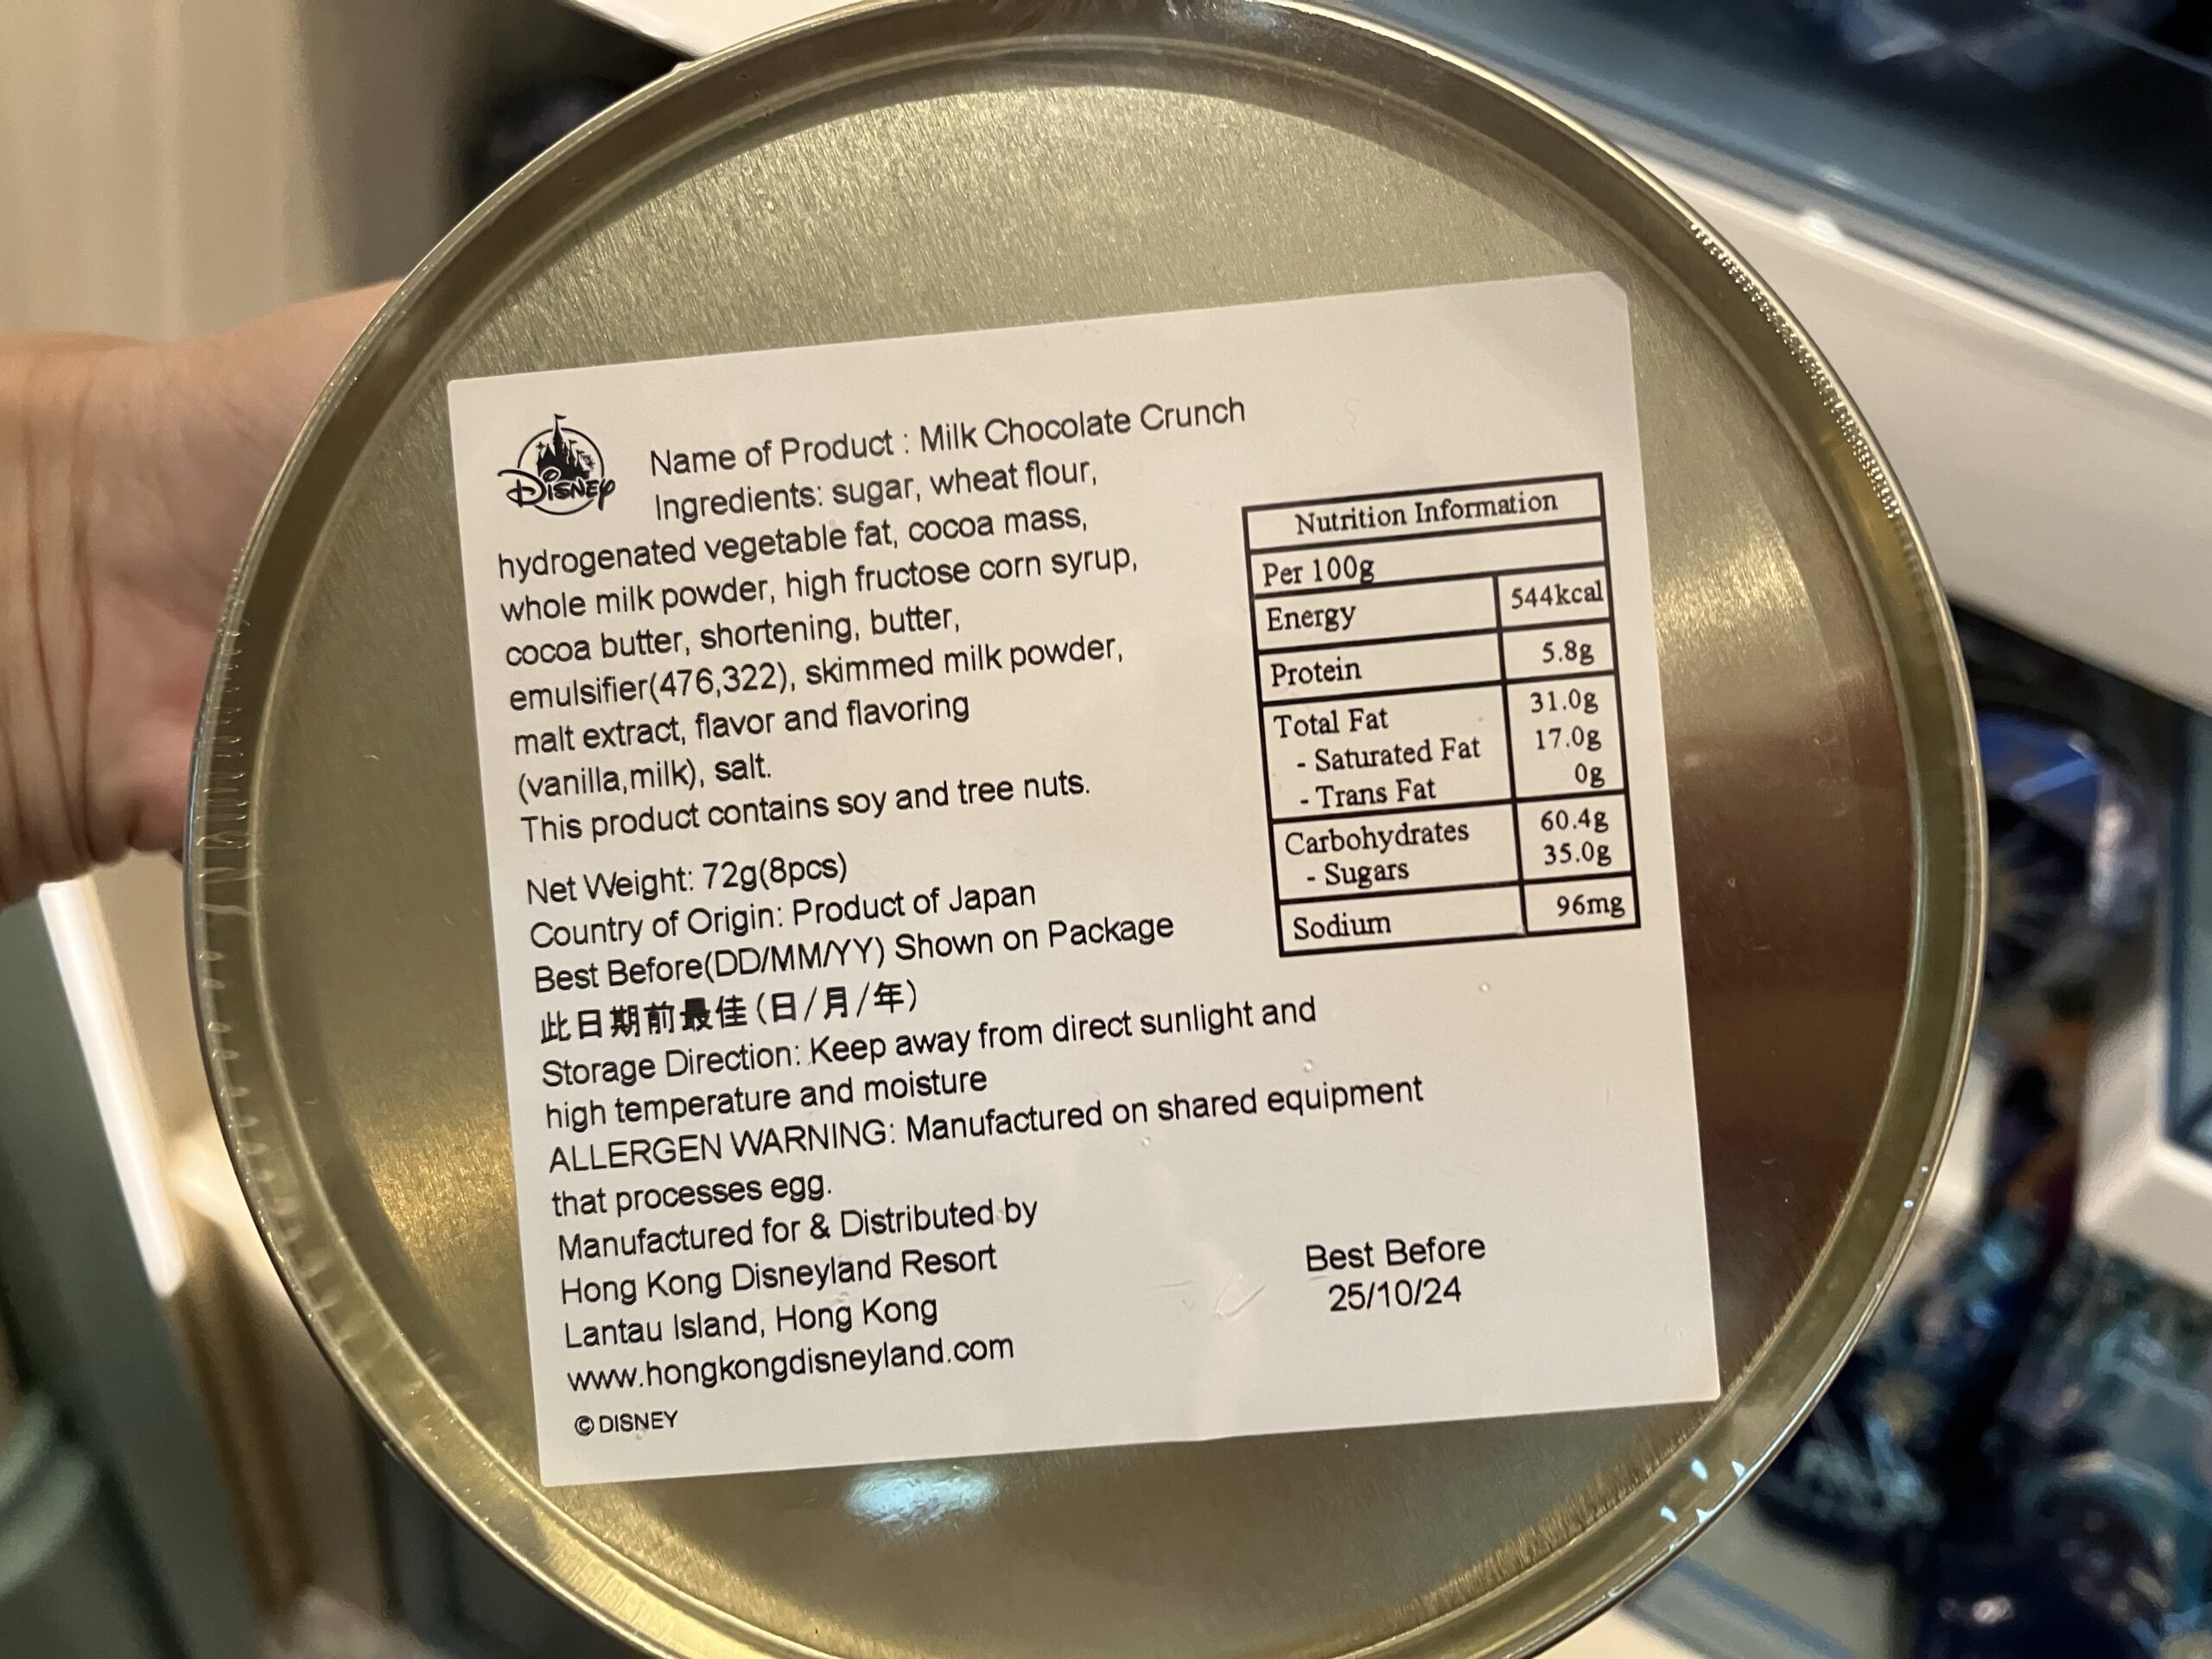 Disney
Name of Product : Milk Chocolate Crunch
Ingredients: sugar, wheat flour,
hydrogenated vegetable fat, cocoa mass,
whole milk powder, high fructose corn syrup,
cocoa butter, shortening, butter,
emulsifier(476,322), skimmed milk powder,
malt extract, flavor and flavoring
(vanilla,milk), salt.
This product contains soy and tree nuts.
Nutrition Information
Per 100g
Energy 544kcal
Protein 5.8g
Total Fat 31.0g
- Saturated Fat 17.0g
- Trans Fat 0g
Carbohydrates 60.4g
- Sugars 35.0g
Sodium 96mg
Net Weight: 72g(8pcs)
Country of Origin: Product of Japan
Best Before(DD/MM/YY) Shown on Package
此日期前最佳(日/月/年)
Storage Direction: Keep away from direct sunlight and
high temperature and moisture
ALLERGEN WARNING: Manufactured on shared equipment
that processes egg.
Manufactured for & Distributed by
Hong Kong Disneyland Resort
Lantau Island, Hong Kong
www.hongkongdisneyland.com
© DISNEY
Best Before
25/10/24